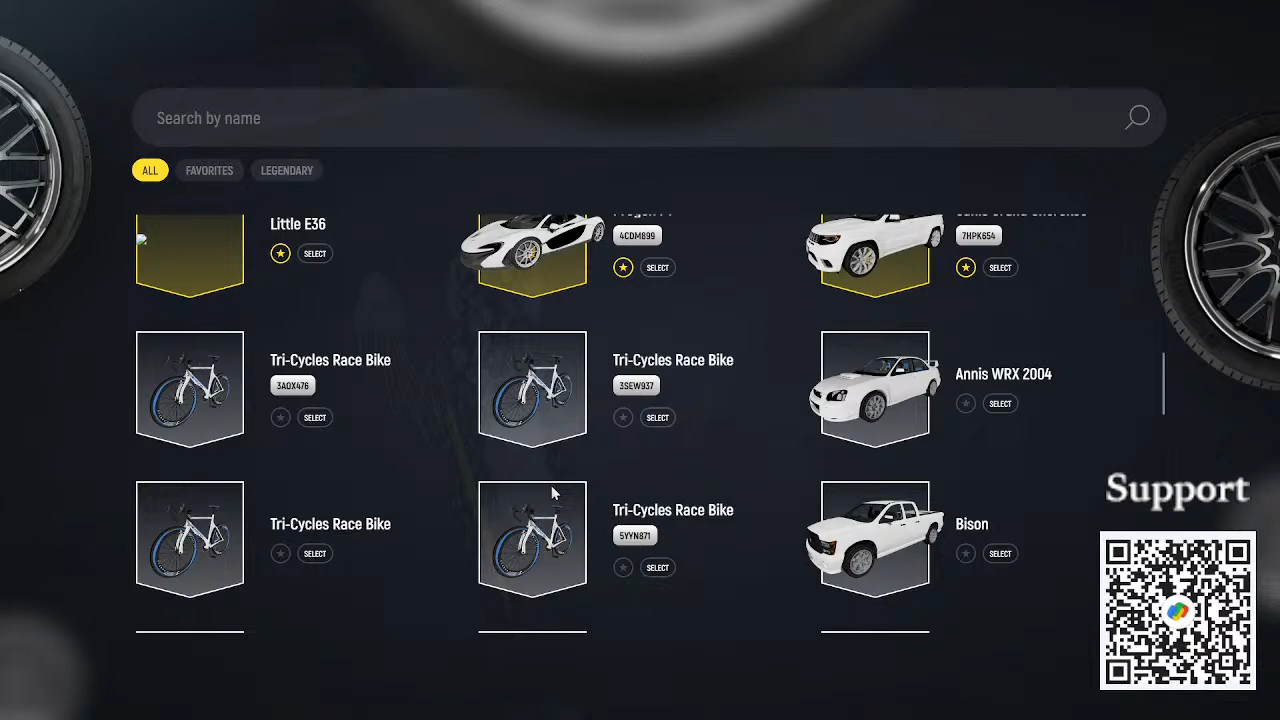 Search by name
ALL
FAVORITES
LEGENDARY
Little E36
SELECT
4CDM899
SELECT
7HPK654
SELECT
Tri-Cycles Race Bike
3AOX476
SELECT
Tri-Cycles Race Bike
3SEW937
SELECT
Annis WRX 2004
SELECT
Tri-Cycles Race Bike
SELECT
Tri-Cycles Race Bike
5YYN871
SELECT
Bison
SELECT
Support